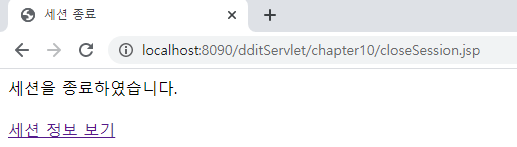 세션 종료
localhost:8090/dditServlet/chapter10/closeSession.jsp
세션을 종료하였습니다.
세션 정보 보기